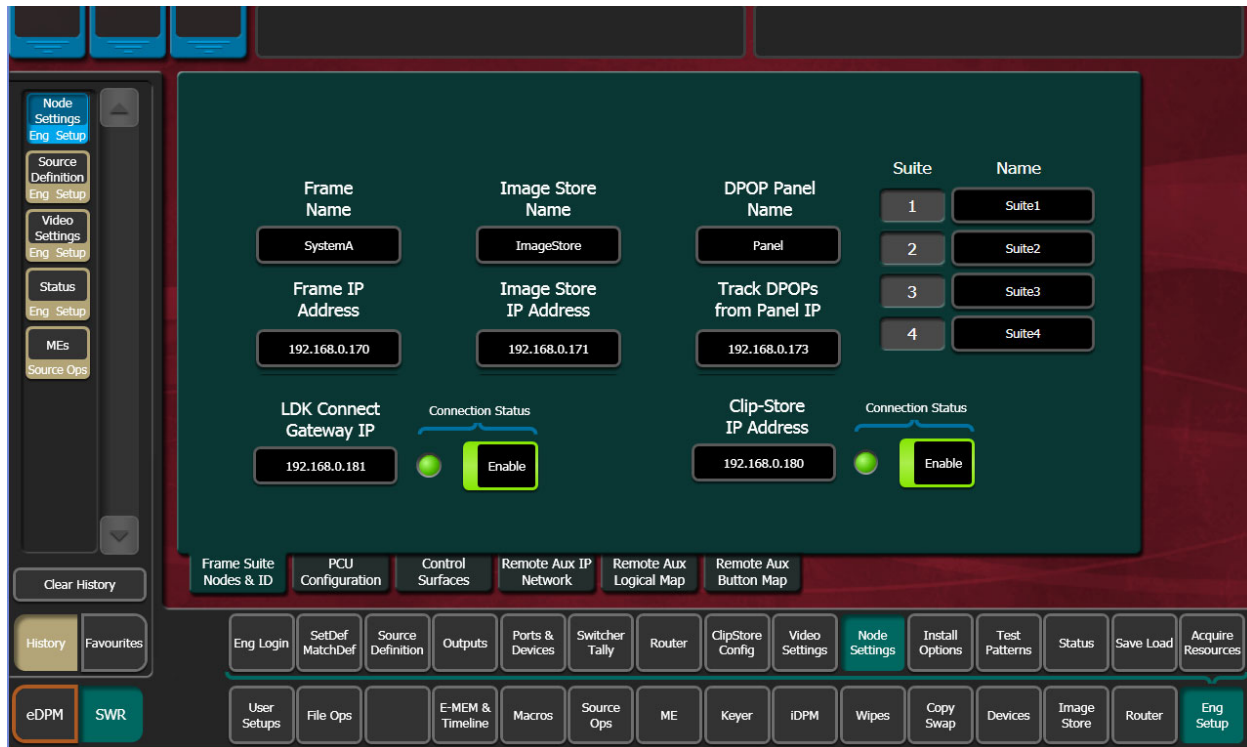 Node
Settings
Eng Setup
Source
Definition
Eng Setup
Video
Settings
Eng Setup
Status
Eng Setup
MEs
Source Ops
Clear History
History
Favourites
eDPM
SWR
Frame
Name
SystemA
Image Store
Name
ImageStore
DPOP Panel
Name
Panel
Suite
Name
1
Suite1
2
Suite2
3
Suite3
4
Suite4
Frame IP
Address
192.168.0.170
Image Store
IP Address
192.168.0.171
Track DPOPs
from Panel IP
192.168.0.173
LDK Connect
Gateway IP
192.168.0.181
Connection Status
Enable
Clip-Store
IP Address
192.168.0.180
Connection Status
Enable
Frame Suite
Nodes & ID
PCU
Configuration
Control
Surfaces
Remote Aux IP
Network
Remote Aux
Logical Map
Remote Aux
Button Map
Eng Login
SetDef
MatchDef
Source
Definition
Outputs
Ports &
Devices
Switcher
Tally
Router
ClipStore
Config
Video
Settings
Node
Settings
Install
Options
Test
Patterns
Status
Save Load
Acquire
Resources
User
Setups
File Ops
E-MEM &
Timeline
Macros
Source
Ops
ME
Keyer
iDPM
Wipes
Copy
Swap
Devices
Image
Store
Router
Eng
Setup